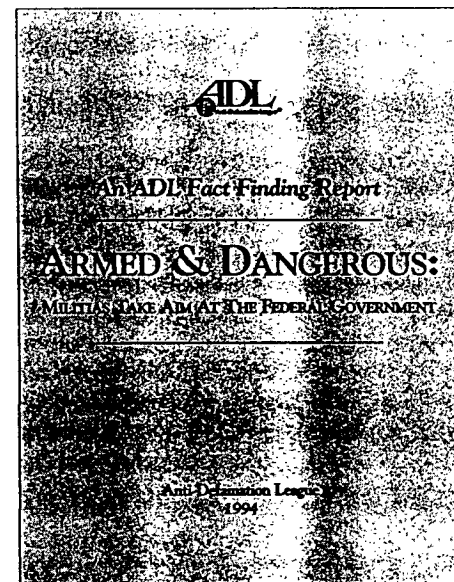 ADL
An ADL Fact Finding Report
ARMED & DANGEROUS:
MILITIAS TAKE AIM AT THE FEDERAL GOVERNMENT
Anti-Defamation League
1994